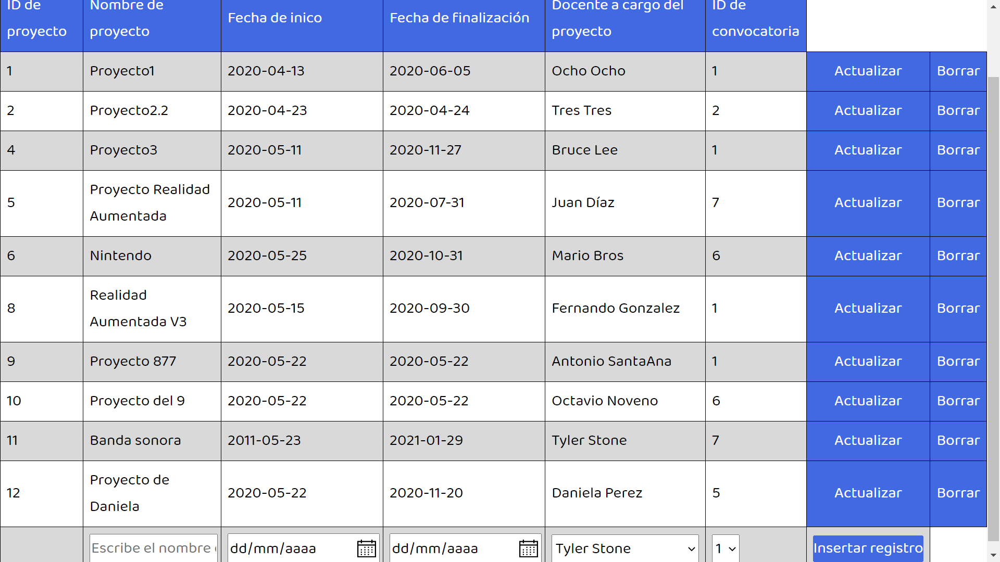 ID de proyecto Nombre de proyecto Fecha de inico Fecha de finalización Docente a cargo del proyecto ID de convocatoria
1 Proyecto1 2020-04-13 2020-06-05 Ocho Ocho 1 Actualizar Borrar
2 Proyecto2.2 2020-04-23 2020-04-24 Tres Tres 2 Actualizar Borrar
4 Proyecto3 2020-05-11 2020-11-27 Bruce Lee 1 Actualizar Borrar
5 Proyecto Realidad Aumentada 2020-05-11 2020-07-31 Juan Díaz 7 Actualizar Borrar
6 Nintendo 2020-05-25 2020-10-31 Mario Bros 6 Actualizar Borrar
8 Realidad Aumentada V3 2020-05-15 2020-09-30 Fernando Gonzalez 1 Actualizar Borrar
9 Proyecto 877 2020-05-22 2020-05-22 Antonio SantaAna 1 Actualizar Borrar
10 Proyecto del 9 2020-05-22 2020-05-22 Octavio Noveno 6 Actualizar Borrar
11 Banda sonora 2011-05-23 2021-01-29 Tyler Stone 7 Actualizar Borrar
12 Proyecto de Daniela 2020-05-22 2020-11-20 Daniela Perez 5 Actualizar Borrar
Escribe el nombre dd/mm/aaaa dd/mm/aaaa Tyler Stone 1 Insertar registro